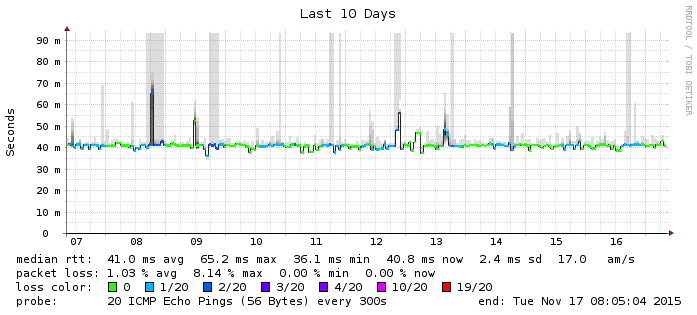 Last 10 Days
RRDTOOL / TOBI OETIKER
Seconds
90 m
80 m
70 m
60 m
50 m
40 m
30 m
20 m
10 m
0
07 08 09 10 11 12 13 14 15 16
median rtt: 41.0 ms avg 65.2 ms max 36.1 ms min 40.8 ms now 2.4 ms sd 17.0 am/s
packet loss: 1.03 % avg 8.14 % max 0.00 % min 0.00 % now
loss color: 0 1/20 2/20 3/20 4/20 10/20 19/20
probe: 20 ICMP Echo Pings (56 Bytes) every 300s end: Tue Nov 17 08:05:04 2015